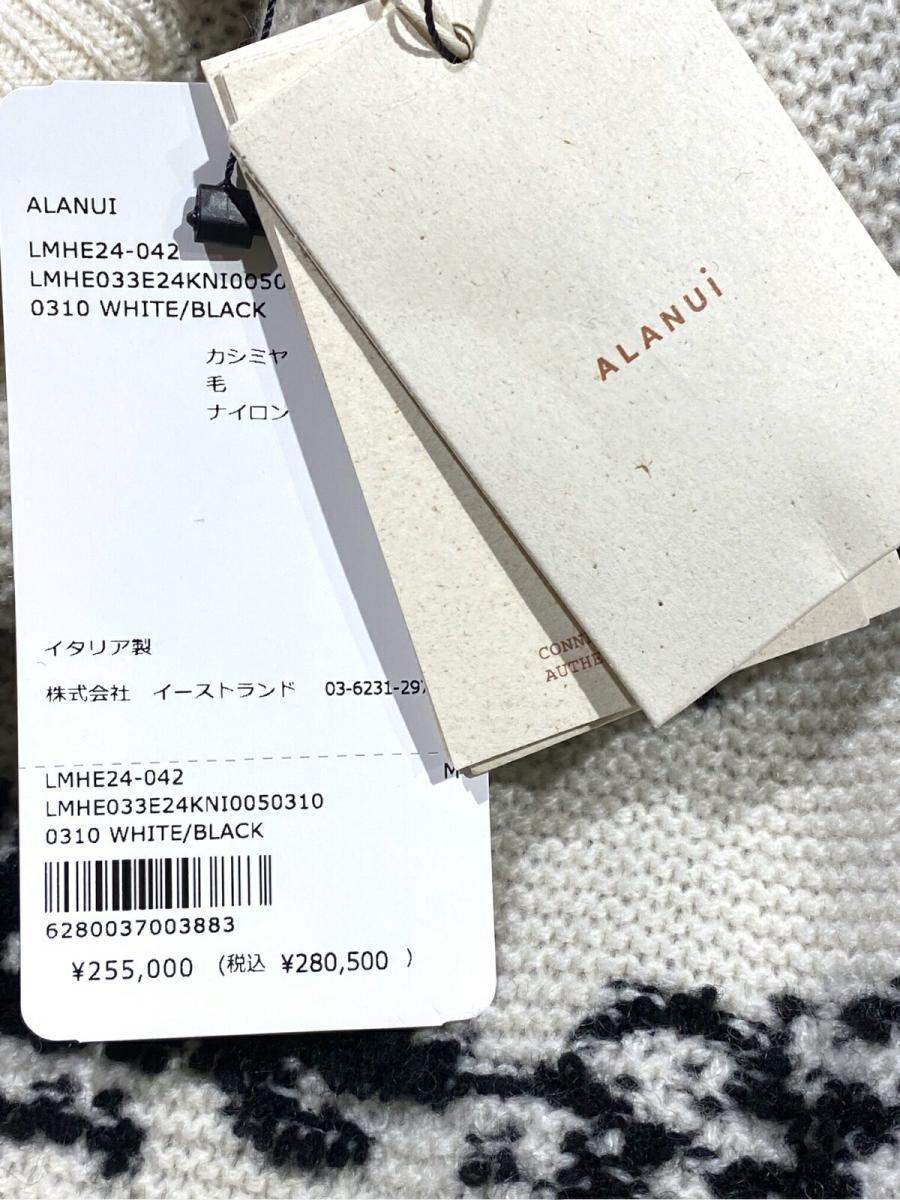 ALANUI
LMHE24-042
LMHE033E24KNI0050
0310 WHITE/BLACK
カシミヤ
毛
ナイロン
イタリア製
株式会社 イーストランド 03-6231-29
LMHE24-042 M
LMHE033E24KNI0050310
0310 WHITE/BLACK
6280037003883
¥255,000 (税込 ¥280,500 )
ALANUi